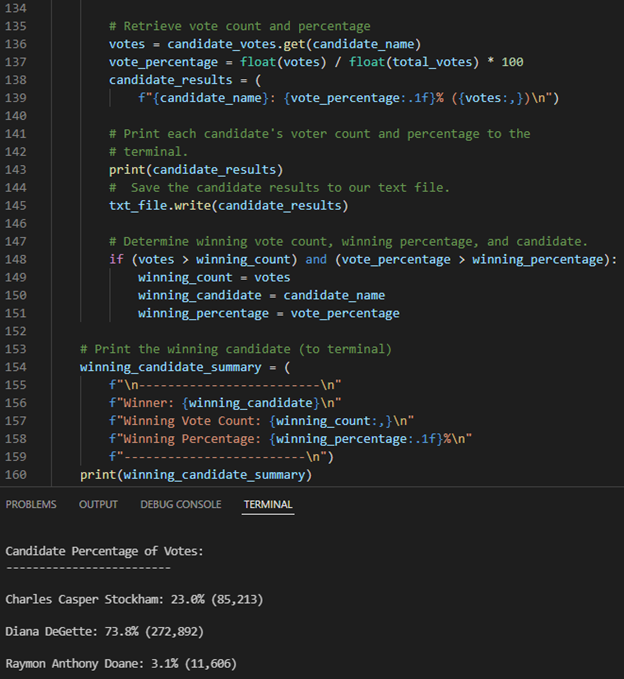 134
135 # Retrieve vote count and percentage
136 votes = candidate_votes.get(candidate_name)
137 vote_percentage = float(votes) / float(total_votes) * 100
138 candidate_results = (
139 f"{candidate_name}: {vote_percentage:.1f}% ({votes:,})\n")
140
141 # Print each candidate's voter count and percentage to the
142 # terminal.
143 print(candidate_results)
144 #  Save the candidate results to our text file.
145 txt_file.write(candidate_results)
146
147 # Determine winning vote count, winning percentage, and candidate.
148 if (votes > winning_count) and (vote_percentage > winning_percentage):
149 winning_count = votes
150 winning_candidate = candidate_name
151 winning_percentage = vote_percentage
152
153 # Print the winning candidate (to terminal)
154 winning_candidate_summary = (
155 f"\n-------------------------\n"
156 f"Winner: {winning_candidate}\n"
157 f"Winning Vote Count: {winning_count:,}\n"
158 f"Winning Percentage: {winning_percentage:.1f}%\n"
159 f"-------------------------\n")
160 print(winning_candidate_summary)
PROBLEMS OUTPUT DEBUG CONSOLE TERMINAL
Candidate Percentage of Votes:
-------------------------
Charles Casper Stockham: 23.0% (85,213)
Diana DeGette: 73.8% (272,892)
Raymon Anthony Doane: 3.1% (11,606)